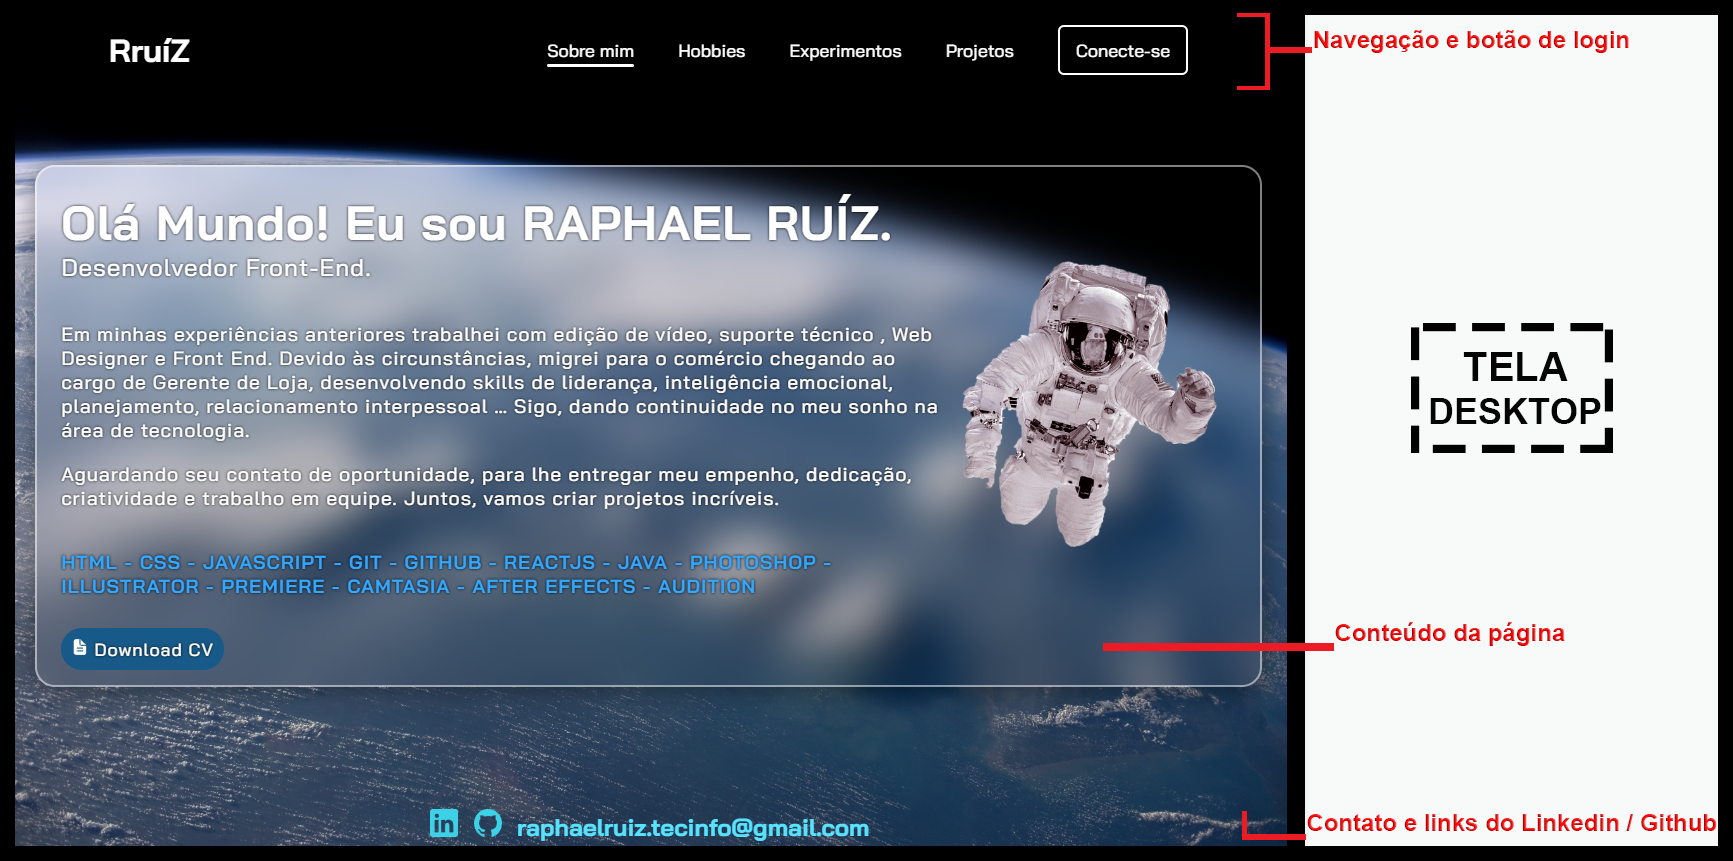 RruíZ
Sobre mim
Hobbies
Experimentos
Projetos
Conecte-se
Navegação e botão de login
Olá Mundo! Eu sou RAPHAEL RUÍZ.
Desenvolvedor Front-End.
Em minhas experiências anteriores trabalhei com edição de vídeo, suporte técnico , Web
Designer e Front End. Devido às circunstâncias, migrei para o comércio chegando ao
cargo de Gerente de Loja, desenvolvendo skills de liderança, inteligência emocional,
planejamento, relacionamento interpessoal ... Sigo, dando continuidade no meu sonho na
área de tecnologia.
Aguardando seu contato de oportunidade, para lhe entregar meu empenho, dedicação,
criatividade e trabalho em equipe. Juntos, vamos criar projetos incríveis.
HTML - CSS - JAVASCRIPT - GIT - GITHUB - REACTJS - JAVA - PHOTOSHOP -
ILLUSTRATOR - PREMIERE - CAMTASIA - AFTER EFFECTS - AUDITION
Download CV
TELA
DESKTOP
Conteúdo da página
in
raphaelruiz.tecinfo@gmail.com
Contato e links do Linkedin / Github